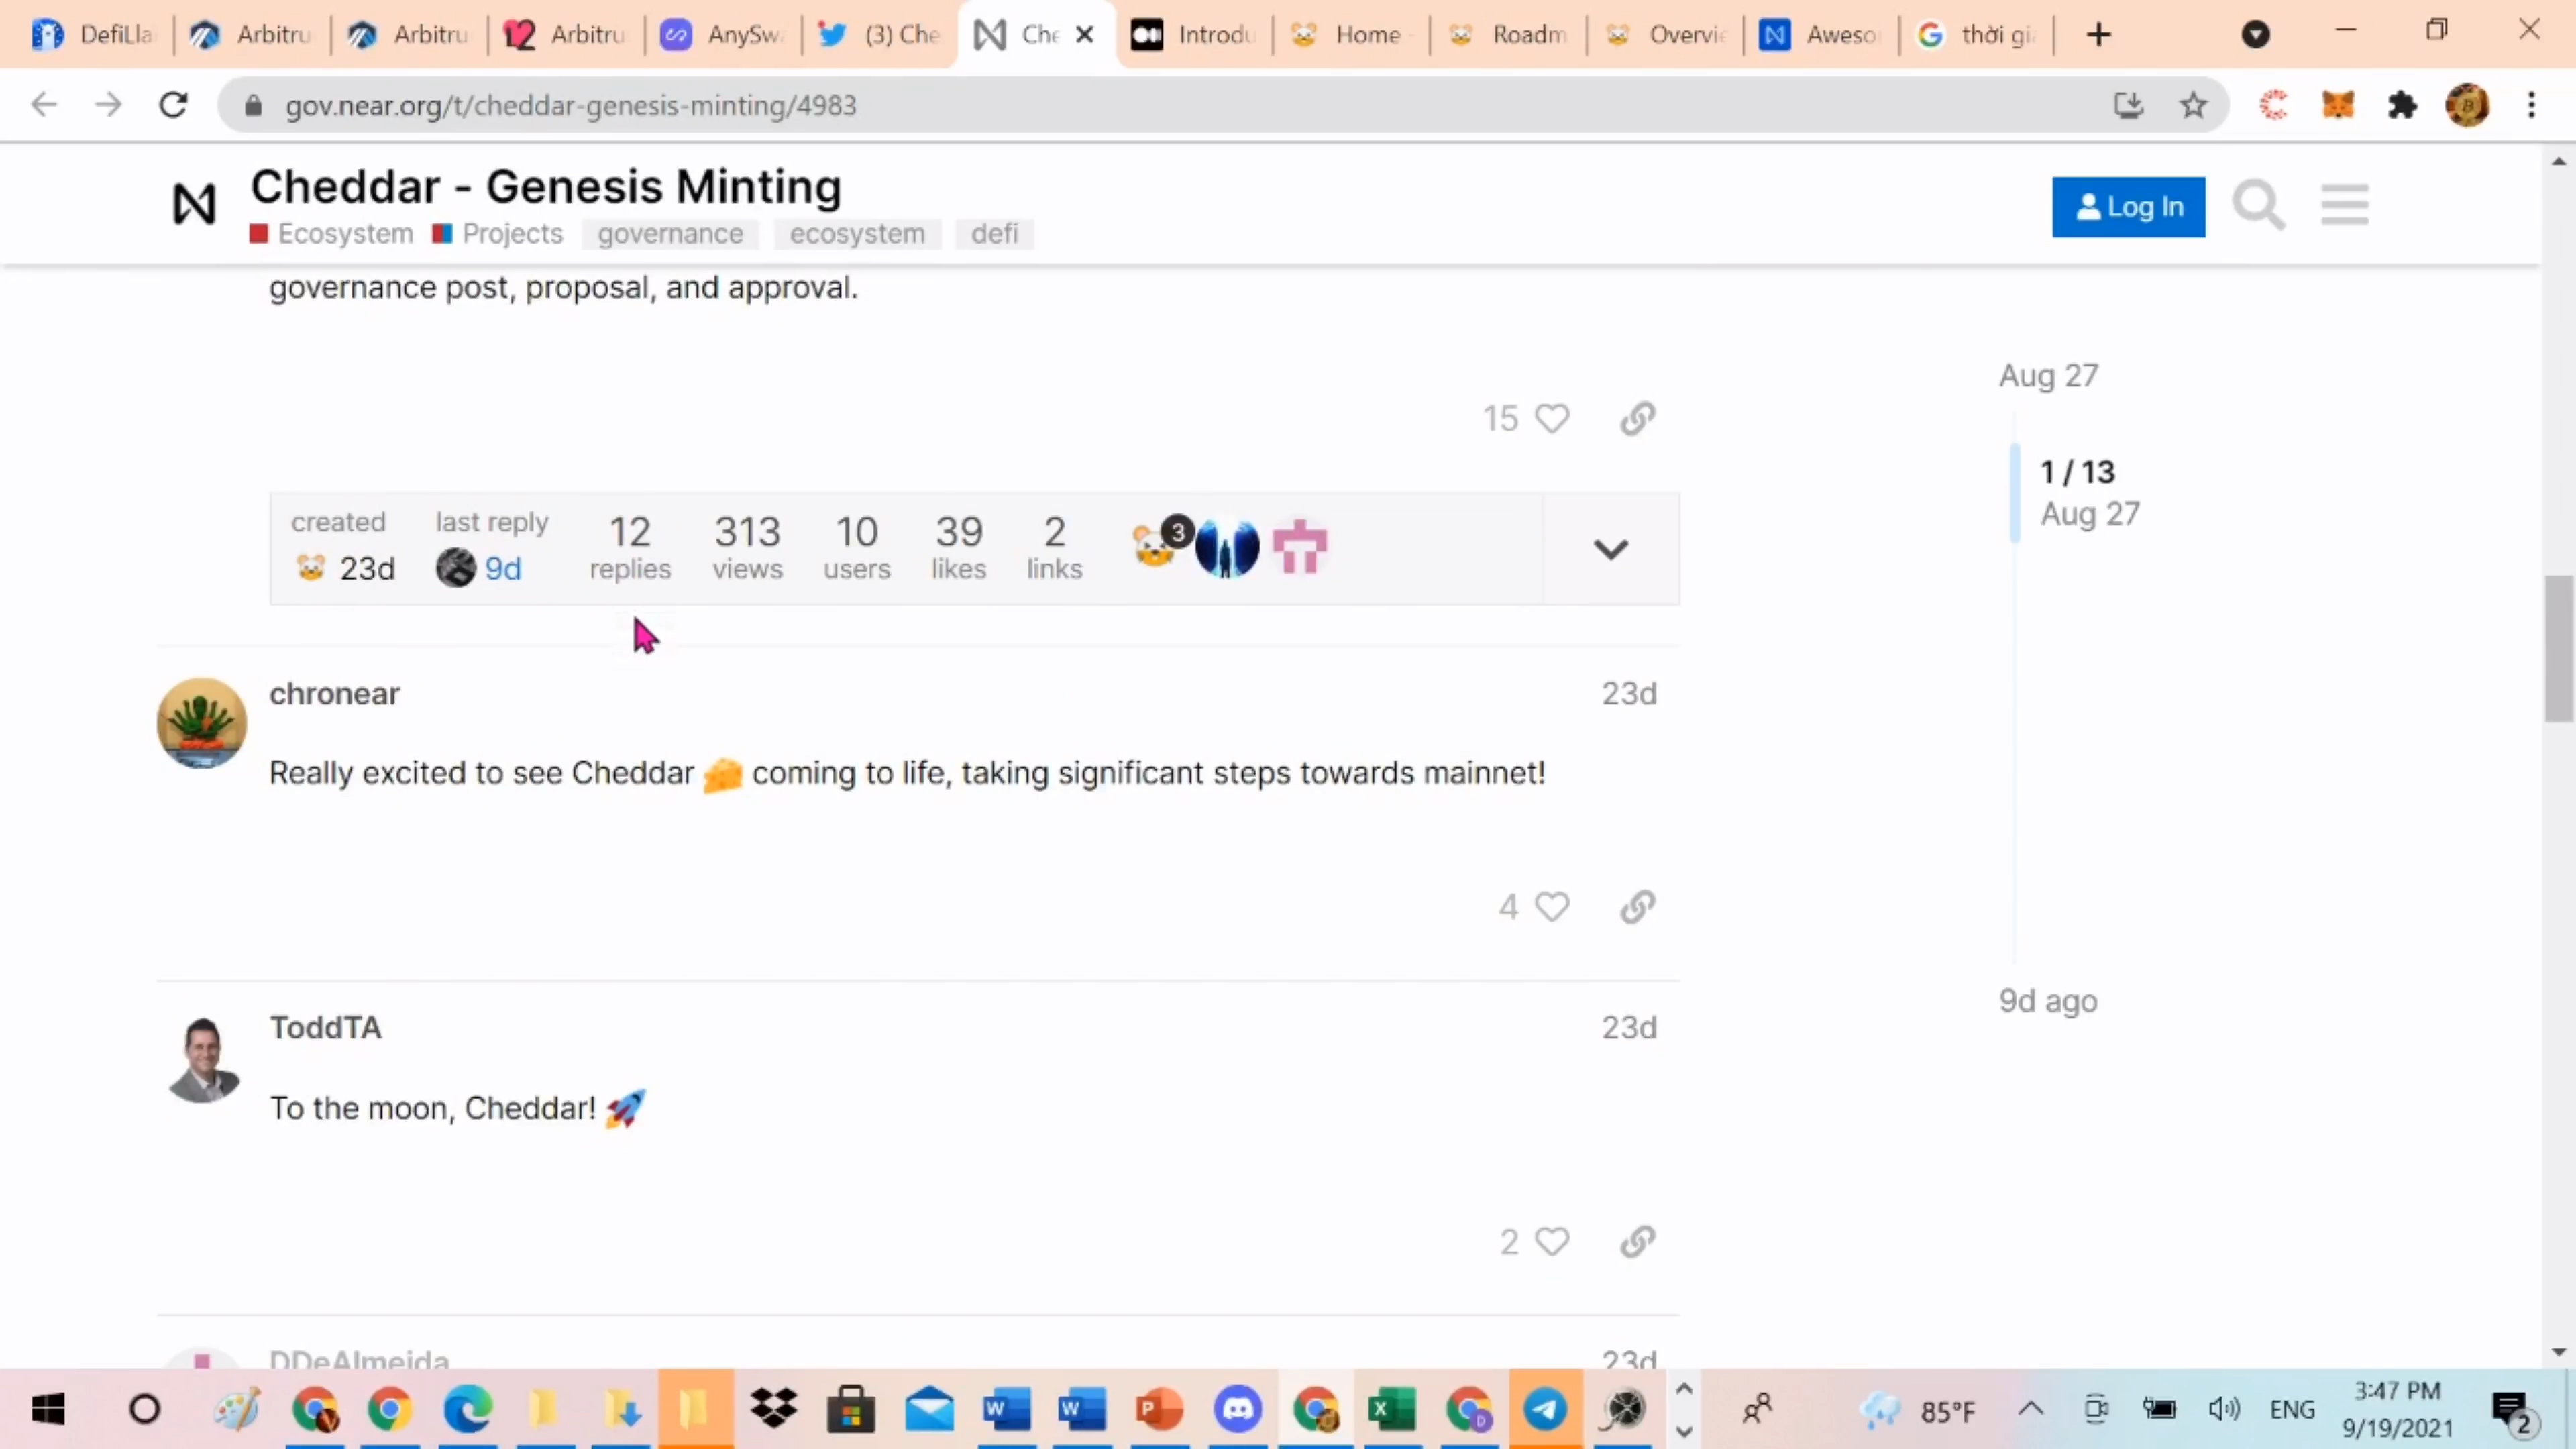 DefiLla
Arbitru
Arbitru
Arbitru
AnySw
(3) Che
Che
Introdu
Home -
Roadm
Overvie
Aweso
thời gi
gov.near.org/t/cheddar-genesis-minting/4983
Cheddar - Genesis Minting
Ecosystem Projects governance ecosystem defi
Log In
governance post, proposal, and approval.
Aug 27
15
1 / 13
Aug 27
created last reply 12 313 10 39 2 3
23d 9d replies views users likes links
chronear 23d
Really excited to see Cheddar 🧀 coming to life, taking significant steps towards mainnet!
4
9d ago
ToddTA 23d
To the moon, Cheddar! 🚀
2
DDeAlmeida 23d
85°F ENG 3:47 PM
9/19/2021
2